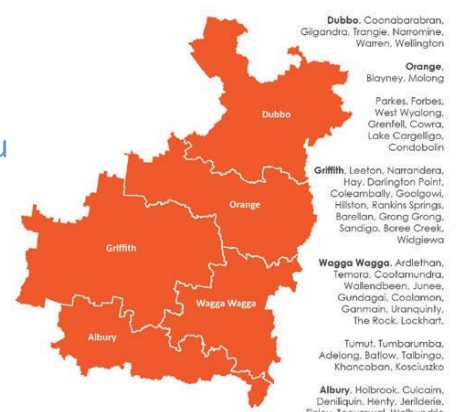 Dubbo
Orange
Griffith
Wagga Wagga
Albury
u
Dubbo, Coonabarabran,
Gilgandra, Trangie, Narromine,
Warren, Wellington
Orange,
Blayney, Molong
Parkes, Forbes,
West Wyalong,
Grenfell, Cowra,
Lake Cargelligo,
Condobolin
Griffith, Leeton, Narrandera,
Hay, Darlington Point,
Coleambally, Goolgowi,
Hillston, Rankins Springs,
Barellan, Grong Grong,
Sandigo, Boree Creek,
Widgiewa
Wagga Wagga, Ardlethan,
Temora, Cootamundra,
Wallendbeen, Junee,
Gundagai, Coolamon,
Ganmain, Uranquinty,
The Rock, Lockhart,
Tumut, Tumbarumba,
Adelong, Batlow, Talbingo,
Khancoban, Kosciuszko
Albury, Holbrook, Culcairn,
Deniliquin, Henty, Jerilderie,